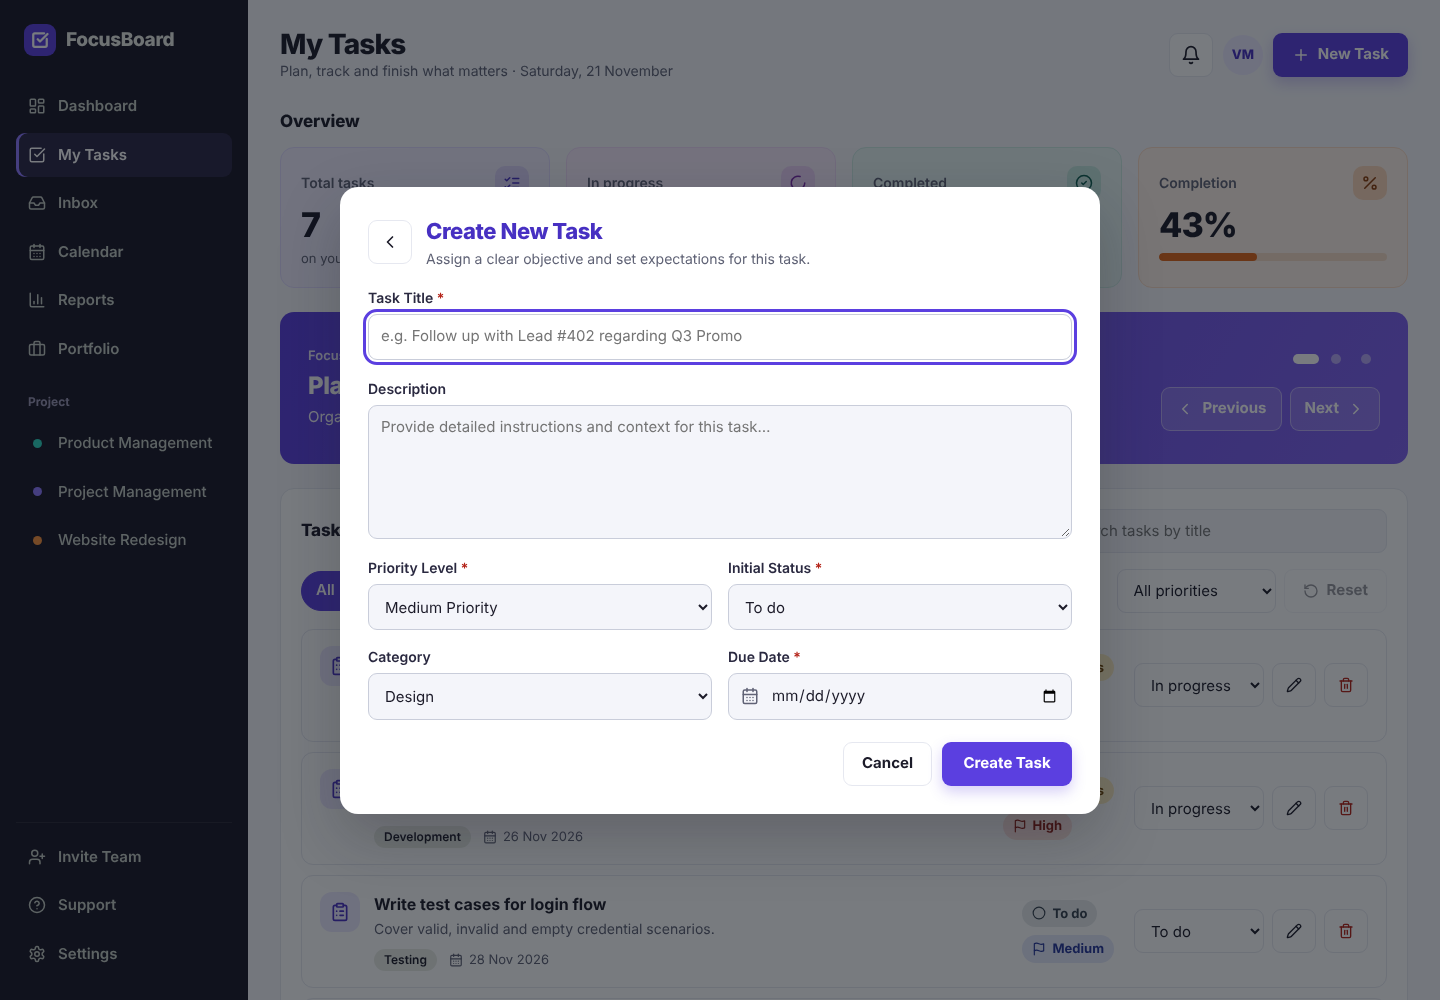 FocusBoard
Dashboard
My Tasks
Inbox
Calendar
Reports
Portfolio
Project
Product Management
Project Management
Website Redesign
Invite Team
Support
Settings
My Tasks
Plan, track and finish what matters · Saturday, 21 November
VM
New Task
Overview
Total tasks
7
on you
In progress
Completed
Completion
43%
Previous
Next
ch tasks by title
All
All priorities
Reset
Create New Task
Assign a clear objective and set expectations for this task.
Task Title *
e.g. Follow up with Lead #402 regarding Q3 Promo
Description
Provide detailed instructions and context for this task...
Priority Level *
Medium Priority
Initial Status *
To do
Category
Design
Due Date *
mm/dd/yyyy
Cancel
Create Task
In progress
In progress
High
Development
26 Nov 2026
Write test cases for login flow
Cover valid, invalid and empty credential scenarios.
Testing
28 Nov 2026
To do
Medium
To do